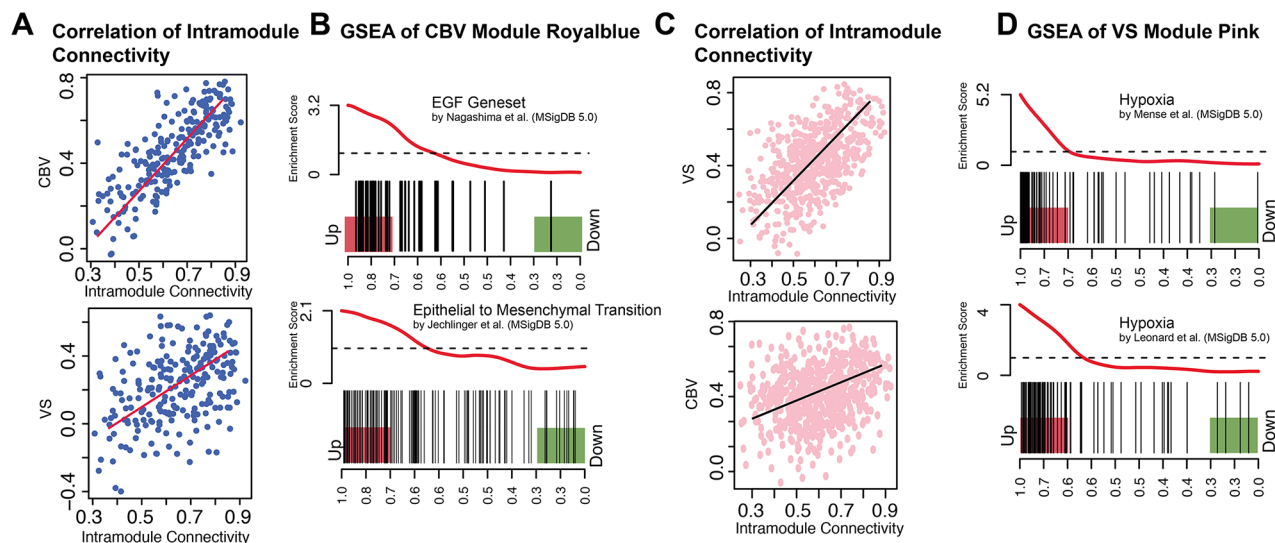 A
Correlation of Intramodule
Connectivity
CBV
0.8
0.4
0.0
0.3 0.5 0.7 0.9
Intramodule Connectivity
VS
0.4
0.0
−0.4
0.3 0.5 0.7 0.9
Intramodule Connectivity
B
GSEA of CBV Module Royalblue
EGF Geneset
by Nagashima et al. (MSigDB 5.0)
Enrichment Score
3.2
0
Up
Down
1.0 0.8 0.7 0.6 0.6 0.5 0.5 0.4 0.3 0.3 0.0
Epithelial to Mesenchymal Transition
by Jechlinger et al. (MSigDB 5.0)
Enrichment Score
2.1
0
Up
Down
1.0 0.8 0.7 0.6 0.6 0.5 0.4 0.4 0.3 0.3 0.0
C
Correlation of Intramodule
Connectivity
VS
0.8
0.4
0.0
0.3 0.5 0.7 0.9
Intramodule Connectivity
CBV
0.8
0.4
0.0
0.3 0.5 0.7 0.9
Intramodule Connectivity
D
GSEA of VS Module Pink
Hypoxia
by Mense et al. (MSigDB 5.0)
Enrichment Score
5.2
0
Up
Down
1.0 0.7 0.7 0.6 0.6 0.5 0.4 0.4 0.3 0.3 0.0
Hypoxia
by Leonard et al. (MSigDB 5.0)
Enrichment Score
4
0
Up
Down
1.0 0.7 0.6 0.6 0.5 0.5 0.4 0.4 0.3 0.3 0.0